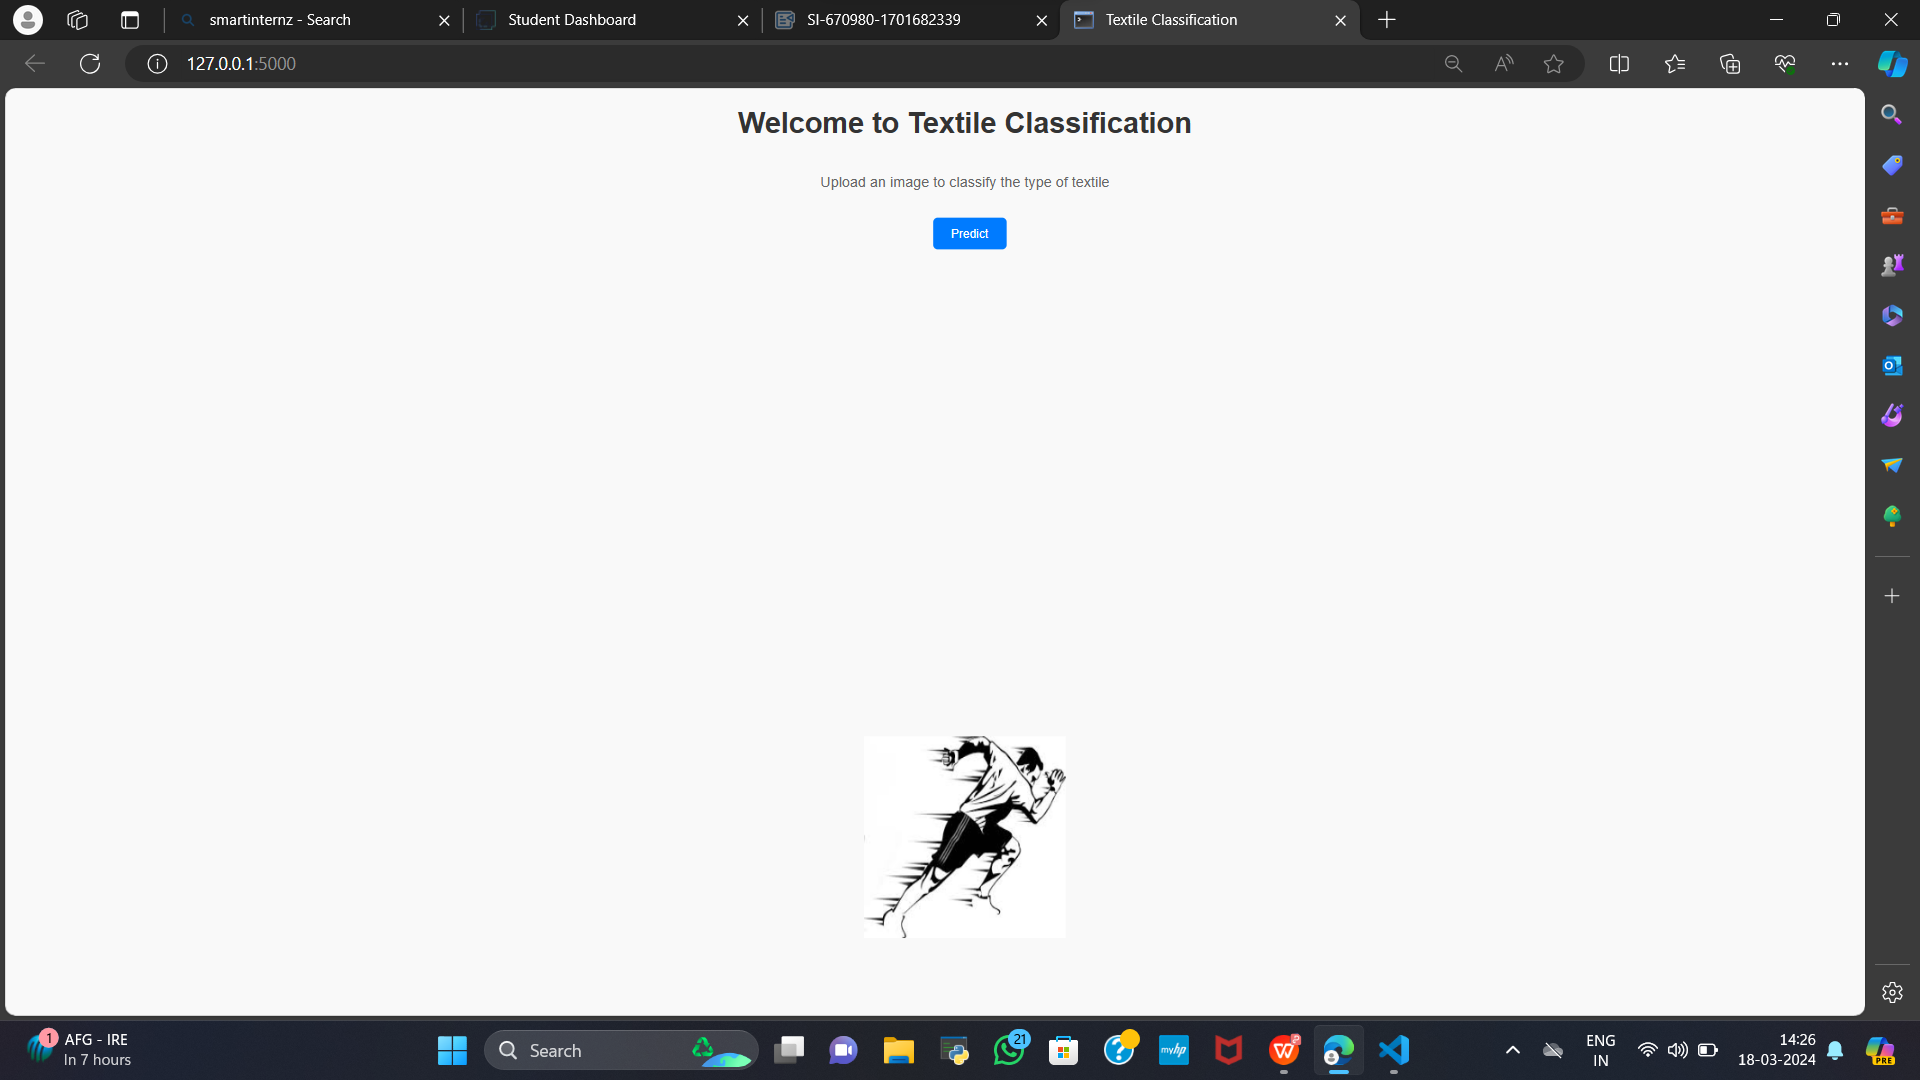 smartinternz - Search
Student Dashboard
SI-670980-1701682339
Textile Classification
127.0.0.1:5000
Welcome to Textile Classification
Upload an image to classify the type of textile
Predict
1
AFG - IRE
In 7 hours
Search
21
myhp
ENG
IN
14:26
18-03-2024
PRE